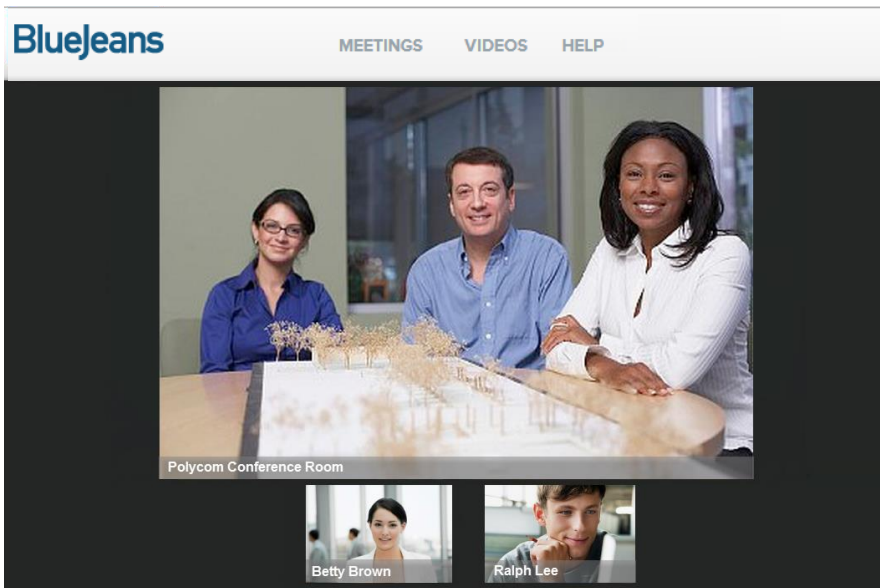 BlueJeans
MEETINGS VIDEOS HELP
Polycom Conference Room
Betty Brown
Ralph Lee